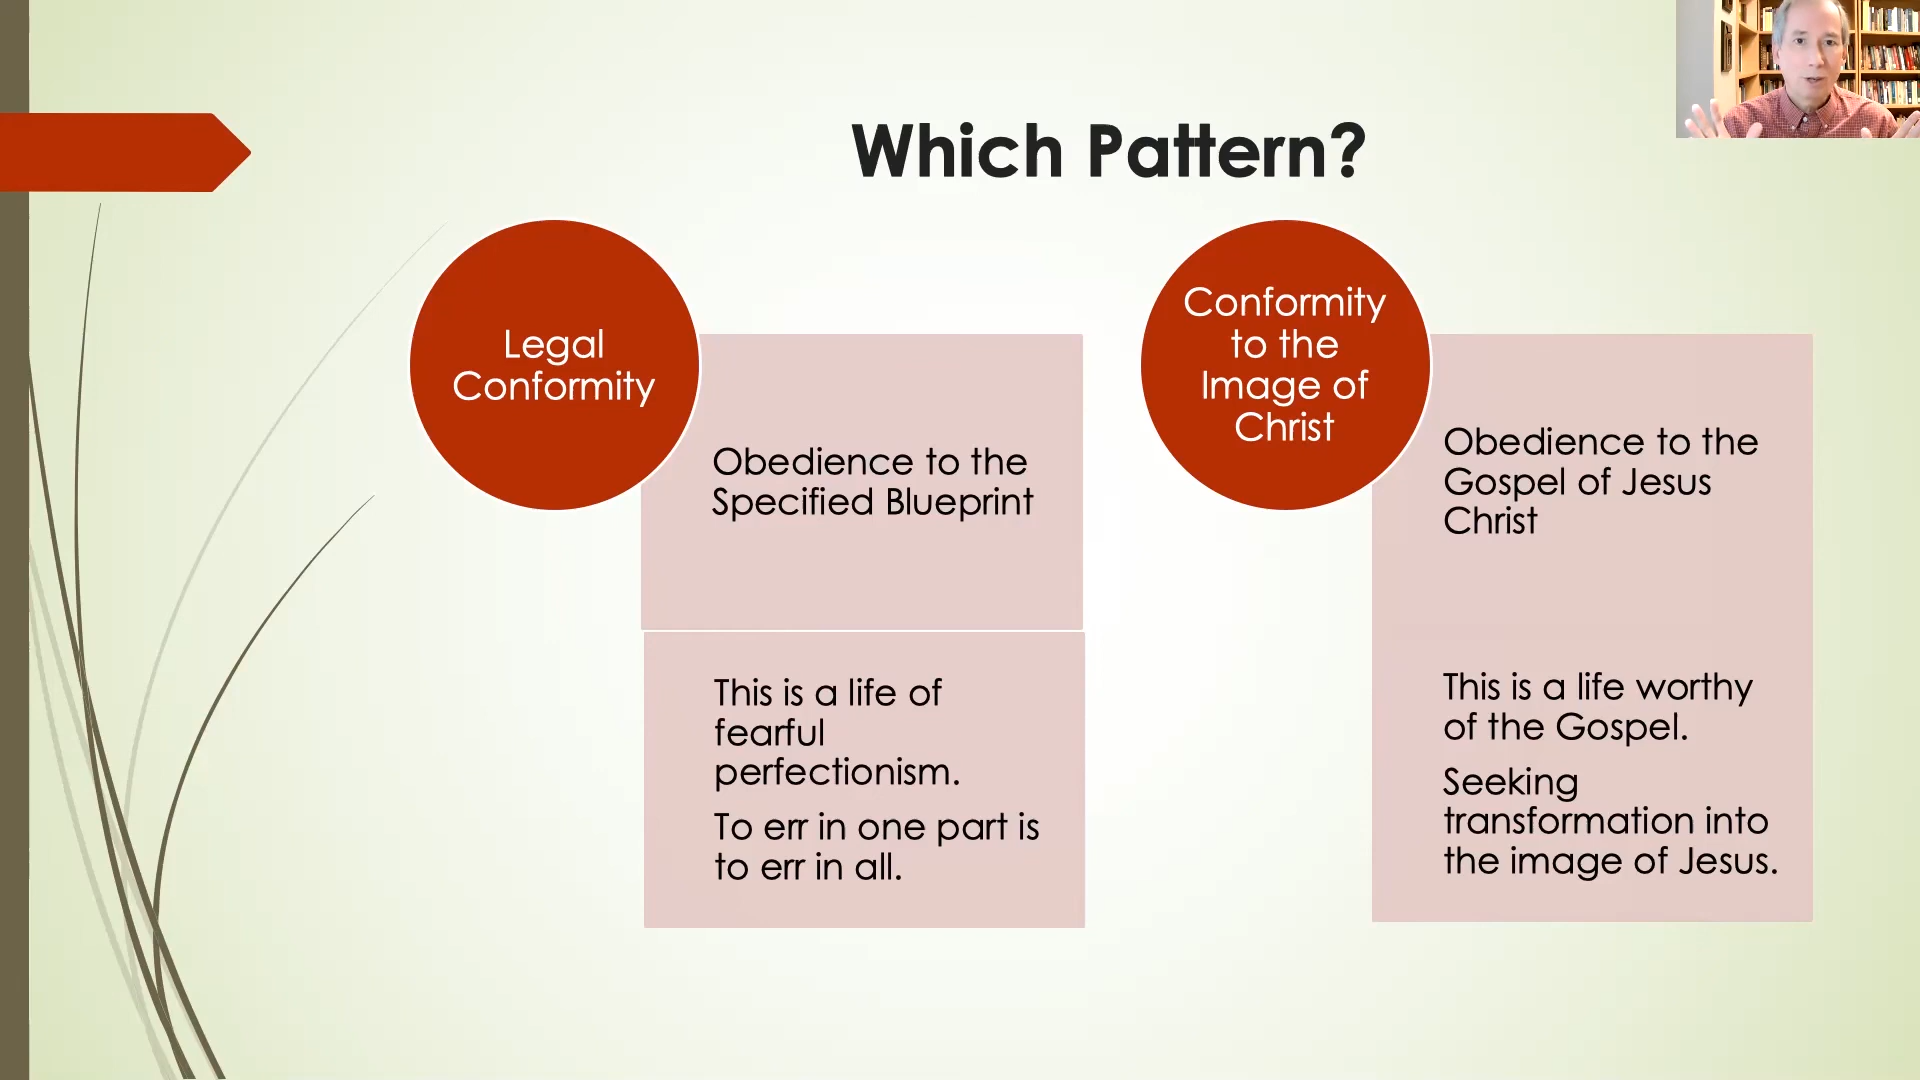 Which Pattern?
Legal
Conformity
Obedience to the
Specified Blueprint
This is a life of
fearful
perfectionism.
To err in one part is
to err in all.
Conformity
to the
Image of
Christ
Obedience to the
Gospel of Jesus
Christ
This is a life worthy
of the Gospel.
Seeking
transformation into
the image of Jesus.